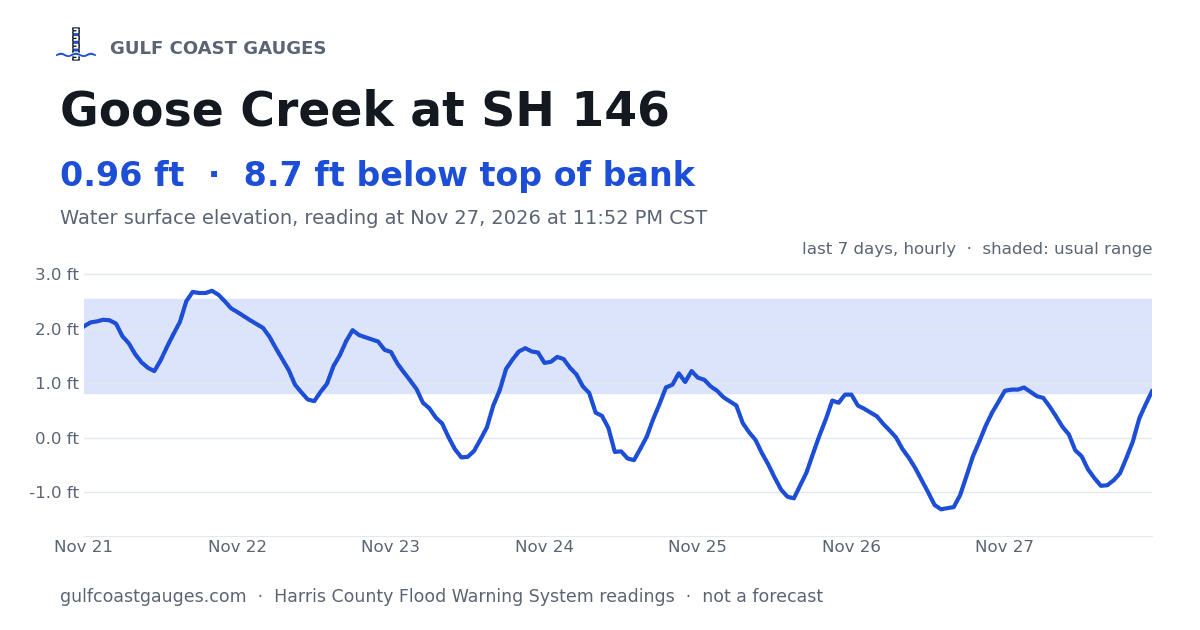 GULF COAST GAUGES
Goose Creek at SH 146
0.96 ft · 8.7 ft below top of bank
Water surface elevation, reading at Nov 27, 2026 at 11:52 PM CST
last 7 days, hourly · shaded: usual range
3.0 ft
2.0 ft
1.0 ft
0.0 ft
-1.0 ft
Nov 21 Nov 22 Nov 23 Nov 24 Nov 25 Nov 26 Nov 27
gulfcoastgauges.com · Harris County Flood Warning System readings · not a forecast